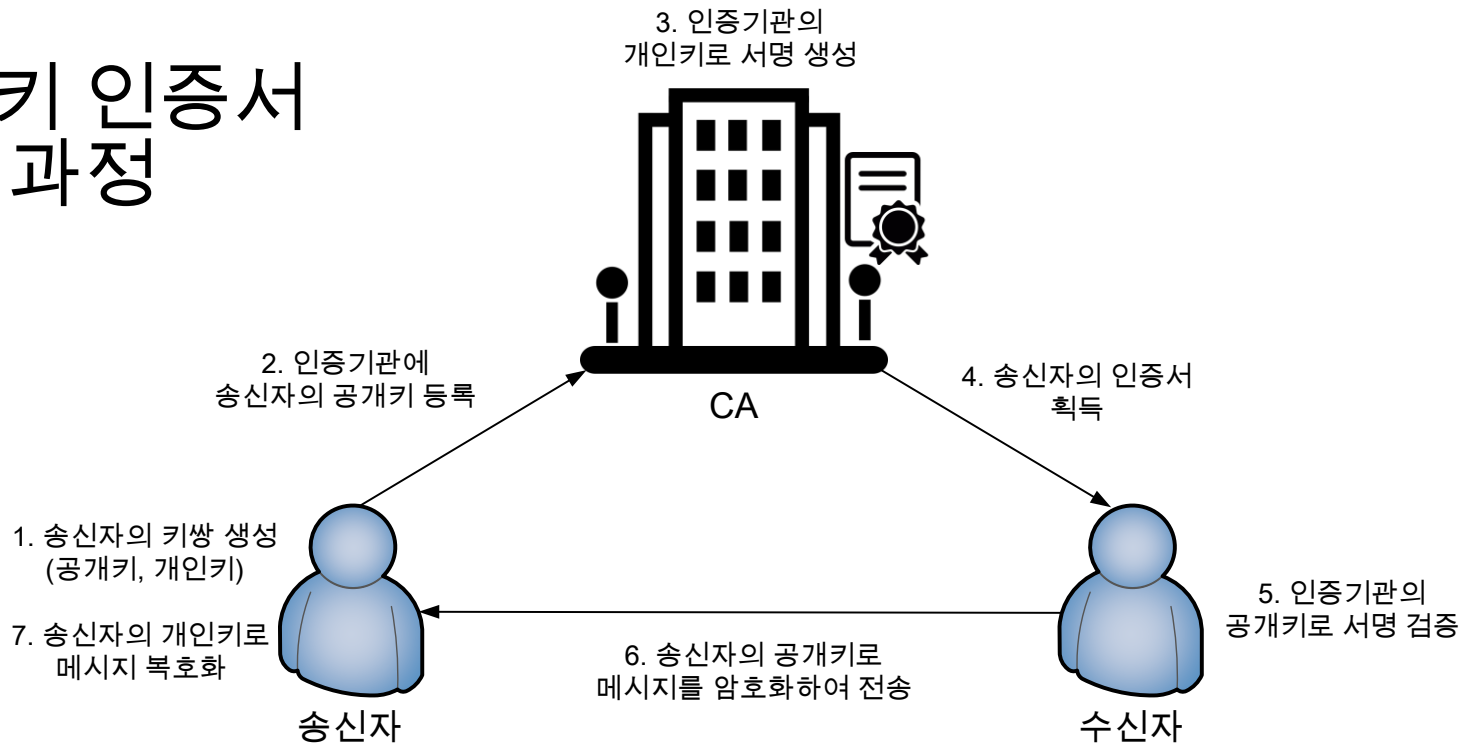 키 인증서
과정
3. 인증기관의
개인키로 서명 생성
2. 인증기관에
송신자의 공개키 등록
CA
4. 송신자의 인증서
획득
1. 송신자의 키쌍 생성
(공개키, 개인키)
7. 송신자의 개인키로
메시지 복호화
6. 송신자의 공개키로
메시지를 암호화하여 전송
5. 인증기관의
공개키로 서명 검증
송신자
수신자